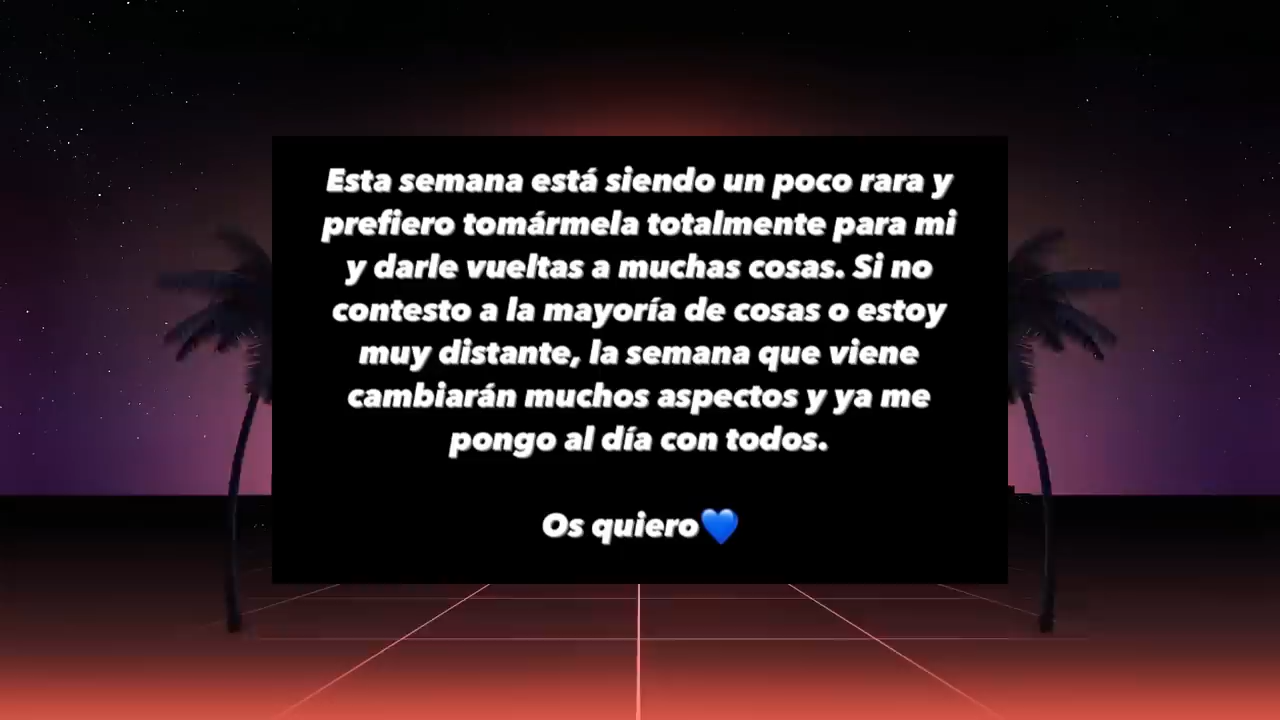 Esta semana está siendo un poco rara y
prefiero tomármela totalmente para mi
y darle vueltas a muchas cosas. Si no
contesto a la mayoría de cosas o estoy
muy distante, la semana que viene
cambiarán muchos aspectos y ya me
pongo al día con todos.
Os quiero💙